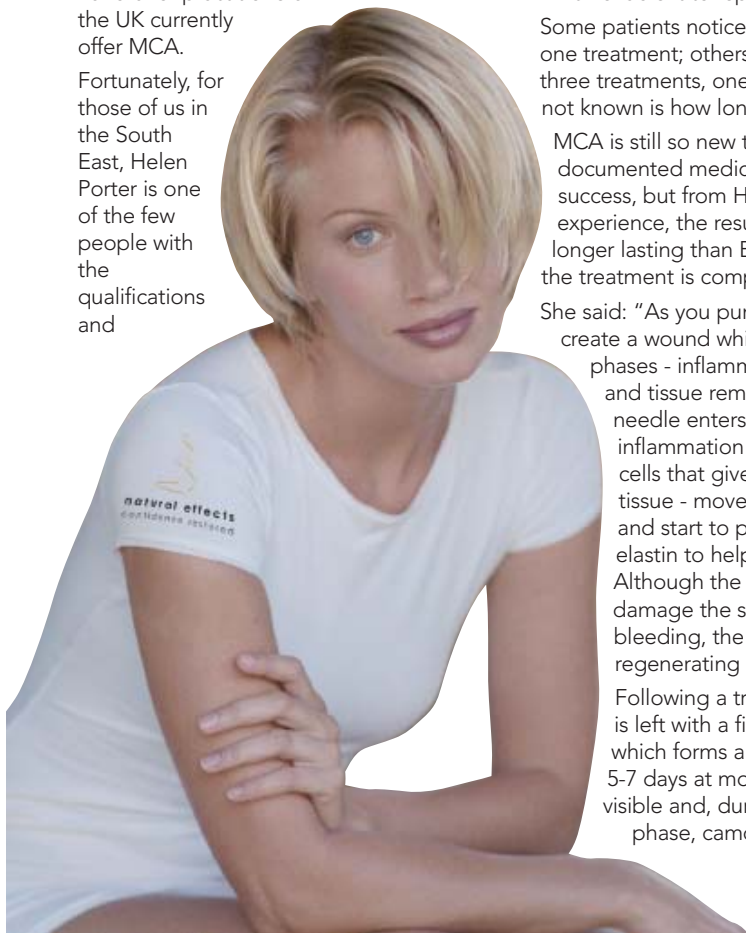 the UK currently
offer MCA.
Fortunately, for
those of us in
the South
East, Helen
Porter is one
of the few
people with
the
qualifications
and
natural effects
confidence restored
Some patients notice
one treatment; others
three treatments, one
not known is how lon
MCA is still so new t
documented medic
success, but from H
experience, the resu
longer lasting than B
the treatment is comp
She said: “As you pun
create a wound whi
phases - inflamm
and tissue rem
needle enters
inflammation
cells that give
tissue - move
and start to p
elastin to help
Although the
damage the s
bleeding, the
regenerating
Following a tr
is left with a fi
which forms a
5-7 days at mo
visible and, dur
phase, camo